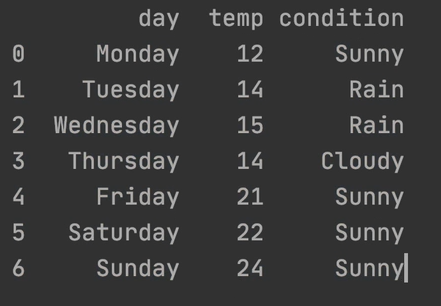 day temp condition
0 Monday 12 Sunny
1 Tuesday 14 Rain
2 Wednesday 15 Rain
3 Thursday 14 Cloudy
4 Friday 21 Sunny
5 Saturday 22 Sunny
6 Sunday 24 Sunny